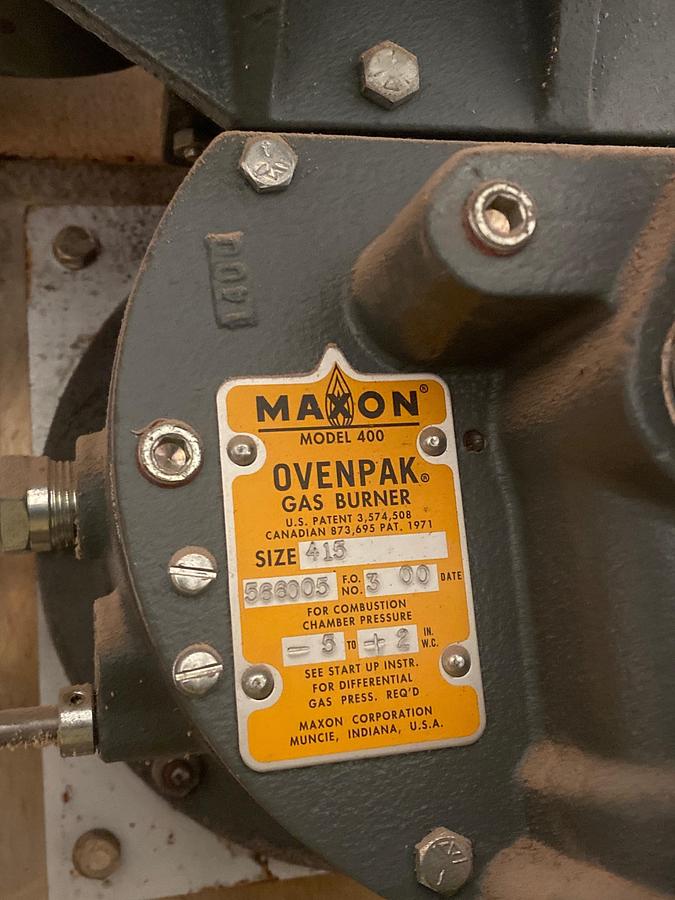 1400
MAXON®
MODEL 400
OVENPAK®
GAS BURNER
U.S. PATENT 3,574,508
CANADIAN 873,695 PAT. 1971
SIZE 415
566005 F.O. NO. 3 00 DATE
FOR COMBUSTION
CHAMBER PRESSURE
- 5 TO + 2 IN. W.C.
SEE START UP INSTR.
FOR DIFFERENTIAL
GAS PRESS. REQ'D
MAXON CORPORATION
MUNCIE, INDIANA, U.S.A.